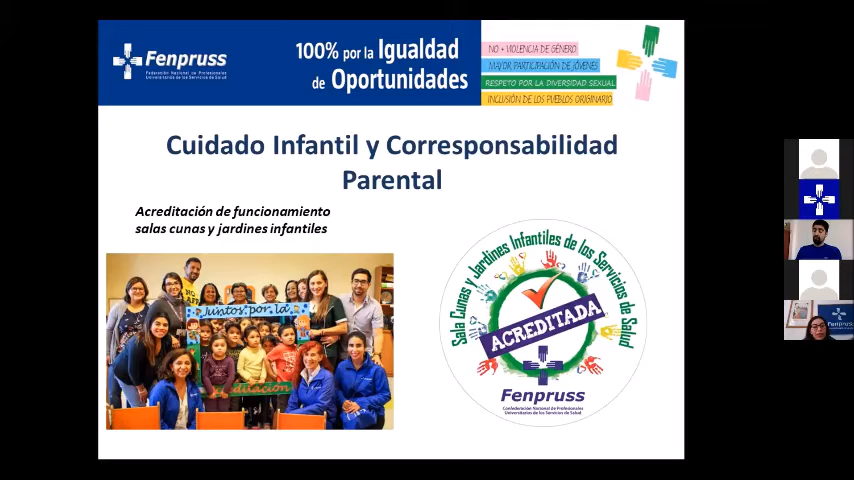 Fenpruss
Federación Nacional de Profesionales
Universitarios de los Servicios de Salud
100% por la Igualdad
de Oportunidades
NO + VIOLENCIA DE GÉNERO
MAYOR PARTICIPACIÓN DE JÓVENES
RESPETO POR LA DIVERSIDAD SEXUAL
INCLUSIÓN DE LOS PUEBLOS ORIGINARIO
Cuidado Infantil y Corresponsabilidad
Parental
Acreditación de funcionamiento
salas cunas y jardines infantiles
Juntos por la
Sala Cunas y Jardines Infantiles de los Servicios de Salud
ACREDITADA
Fenpruss
Confederación Nacional de Profesionales
Universitarios de los Servicios de Salud
Fenpruss